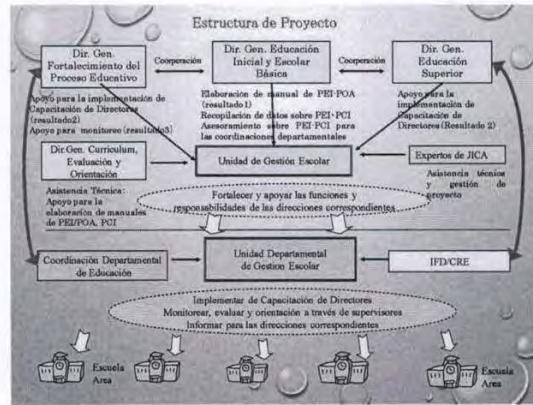 Estructura de Proyecto
Dir. Gen.
Fortalecimiento del
Proceso Educativo
Cooperación
Dir. Gen. Educación
Inicial y Escolar
Básica
Cooperación
Dir. Gen.
Educación
Superior
Apoyo para la implementación de
Capacitación de Directores
(resultado2)
Apoyo para monitoreo (resultado3)
Elaboración de manual de PEI·POA
(resultado1)
Recopilación de datos sobre PEI·PCI
Asesoramiento sobre PEI·PCI para
las coordinaciones departamentales
Apoyo para la
implementación de
Capacitación de
Directores (Resultado 2)
Dir.Gen. Curriculum,
Evaluación y
Orientación
Unidad de Gestión Escolar
Expertos de JICA
Asistencia Técnica:
Apoyo para la
elaboración de manuales
de PEI/POA, PCI
Asistencia técnica
y gestión de
proyecto
Fortalecer y apoyar las funciones y
responsabilidades de las direcciones correspondientes
Coordinación Departamental
de Educación
Unidad Departamental
de Gestion Escolar
IFD/CRE
Implementar de Capacitación de Directores
Monitorear, evaluar y orientación a través de supervisores
Informar para las direcciones correspondientes
Escuela
Area
Escuela
Area